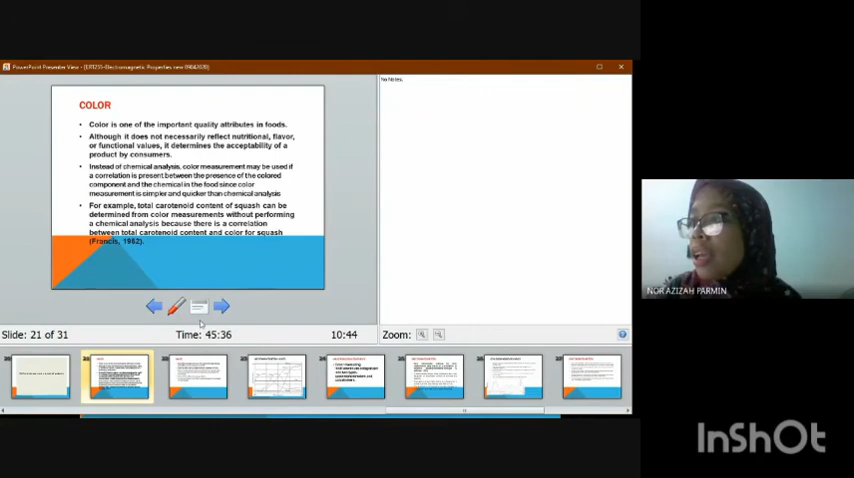 PowerPoint Presenter View - [
Electromagnetic Properties new 09042020]
No Notes.
COLOR
• Color is one of the important quality attributes in foods.
• Although it does not necessarily reflect nutritional, flavor,
or functional values, it determines the acceptability of a
product by consumers.
• Instead of chemical analysis, color measurement may be used if
a correlation is present between the presence of the colored
component and the chemical in the food since color
measurement is simpler and quicker than chemical analysis
• For example, total carotenoid content of squash can be
determined from color measurements without performing
a chemical analysis because there is a correlation
between total carotenoid content and color for squash
(Francis, 1962).
NOR AZIZAH PARMIN
Slide: 21 of 31
Time: 45:36
10:44
Zoom:
InShOt